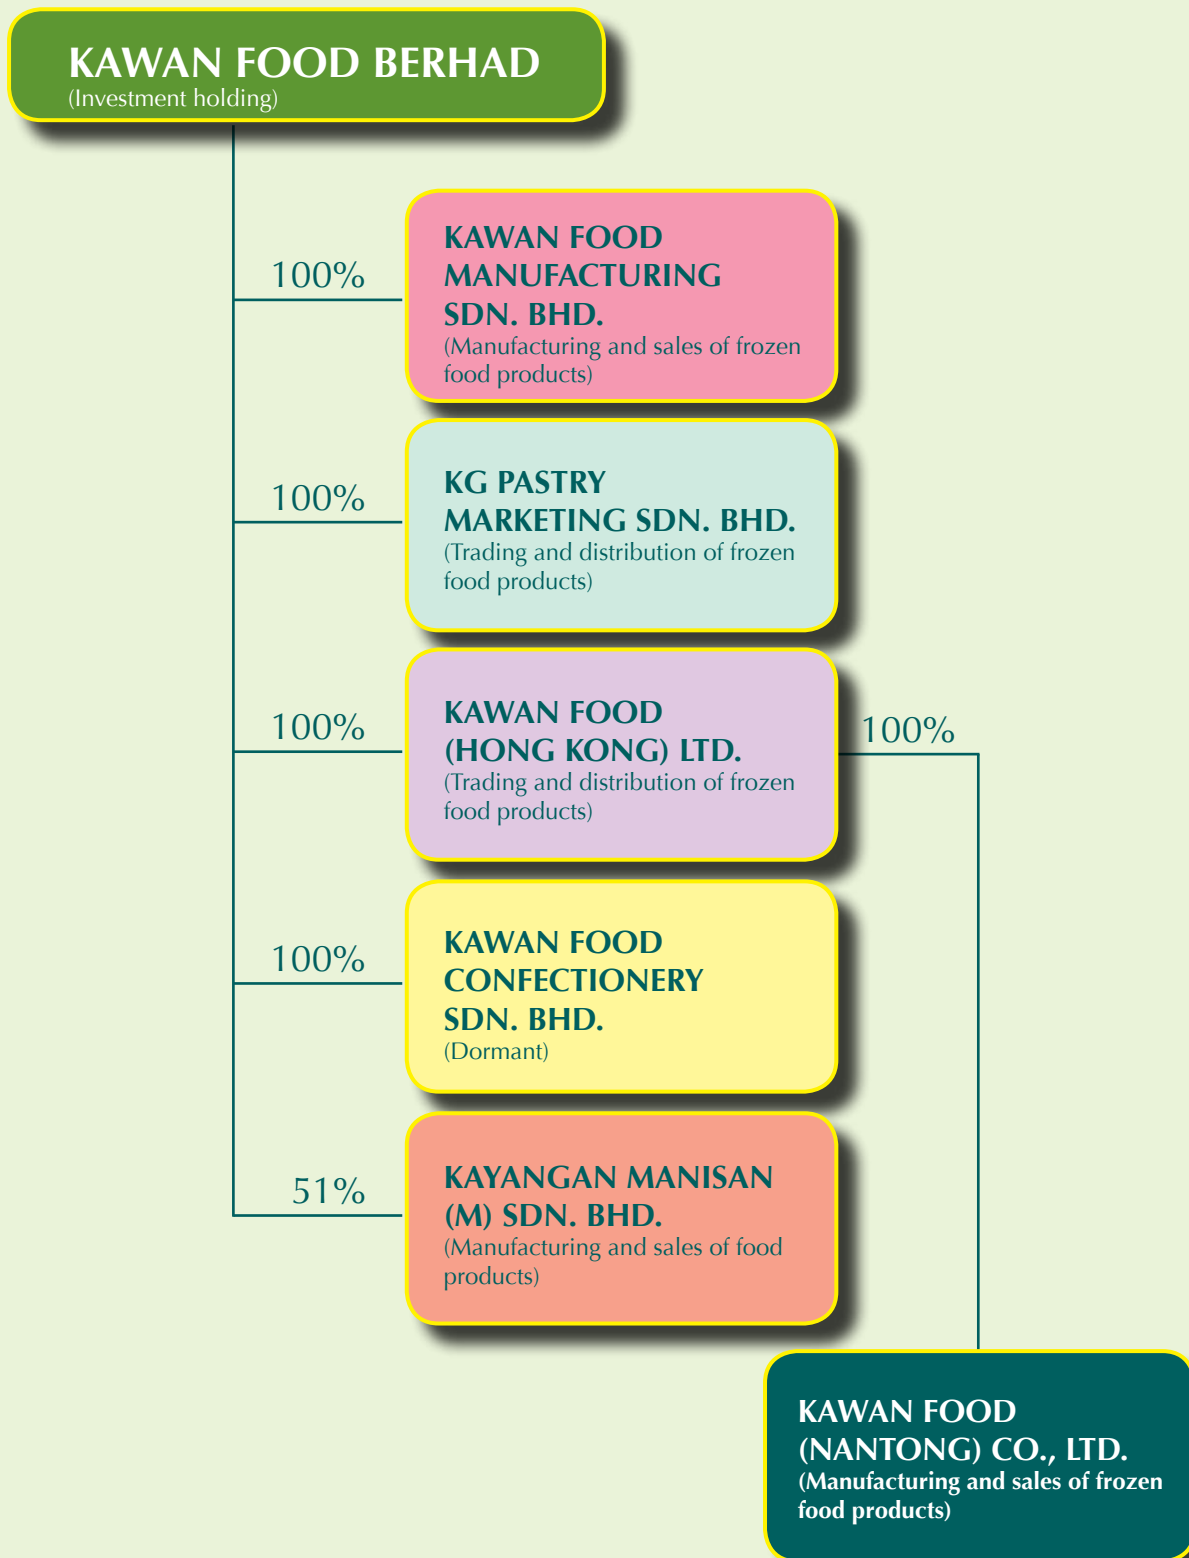 KAWAN FOOD BERHAD
(Investment holding)
100%
KAWAN FOOD
MANUFACTURING
SDN. BHD.
(Manufacturing and sales of frozen
food products)
100%
KG PASTRY
MARKETING SDN. BHD.
(Trading and distribution of frozen
food products)
100%
KAWAN FOOD
(HONG KONG) LTD.
(Trading and distribution of frozen
food products)
100%
100%
KAWAN FOOD
CONFECTIONERY
SDN. BHD.
(Dormant)
51%
KAYANGAN MANISAN
(M) SDN. BHD.
(Manufacturing and sales of food
products)
KAWAN FOOD
(NANTONG) CO., LTD.
(Manufacturing and sales of frozen
food products)